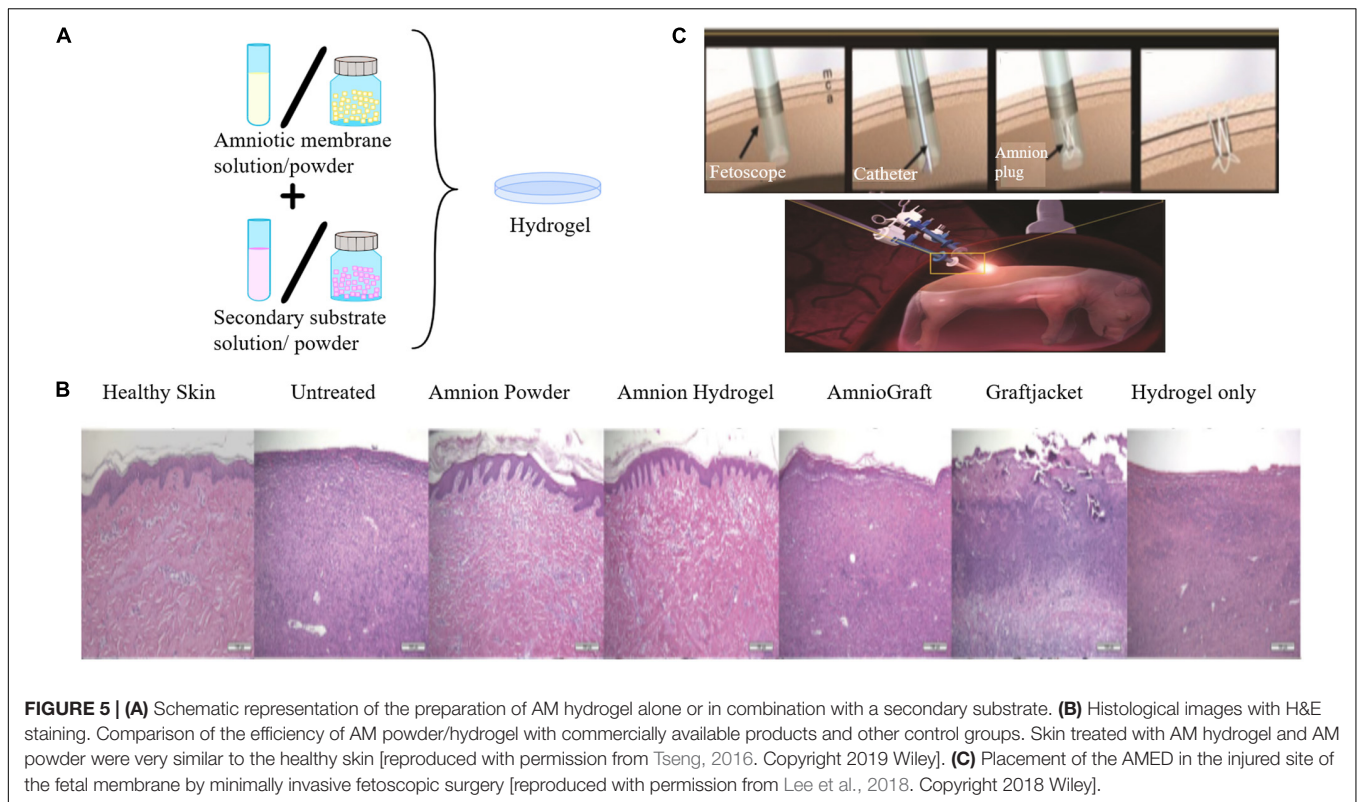 A
Amniotic membrane
solution/powder
+
Secondary substrate
solution/ powder
Hydrogel
C
mca
Fetoscope
Catheter
Amnion
plug
B
Healthy Skin
Untreated
Amnion Powder
Amnion Hydrogel
AmnioGraft
Graftjacket
Hydrogel only
FIGURE 5 | (A) Schematic representation of the preparation of AM hydrogel alone or in combination with a secondary substrate. (B) Histological images with H&E
staining. Comparison of the efficiency of AM powder/hydrogel with commercially available products and other control groups. Skin treated with AM hydrogel and AM
powder were very similar to the healthy skin [reproduced with permission from Tseng, 2016. Copyright 2019 Wiley]. (C) Placement of the AMED in the injured site of
the fetal membrane by minimally invasive fetoscopic surgery [reproduced with permission from Lee et al., 2018. Copyright 2018 Wiley].